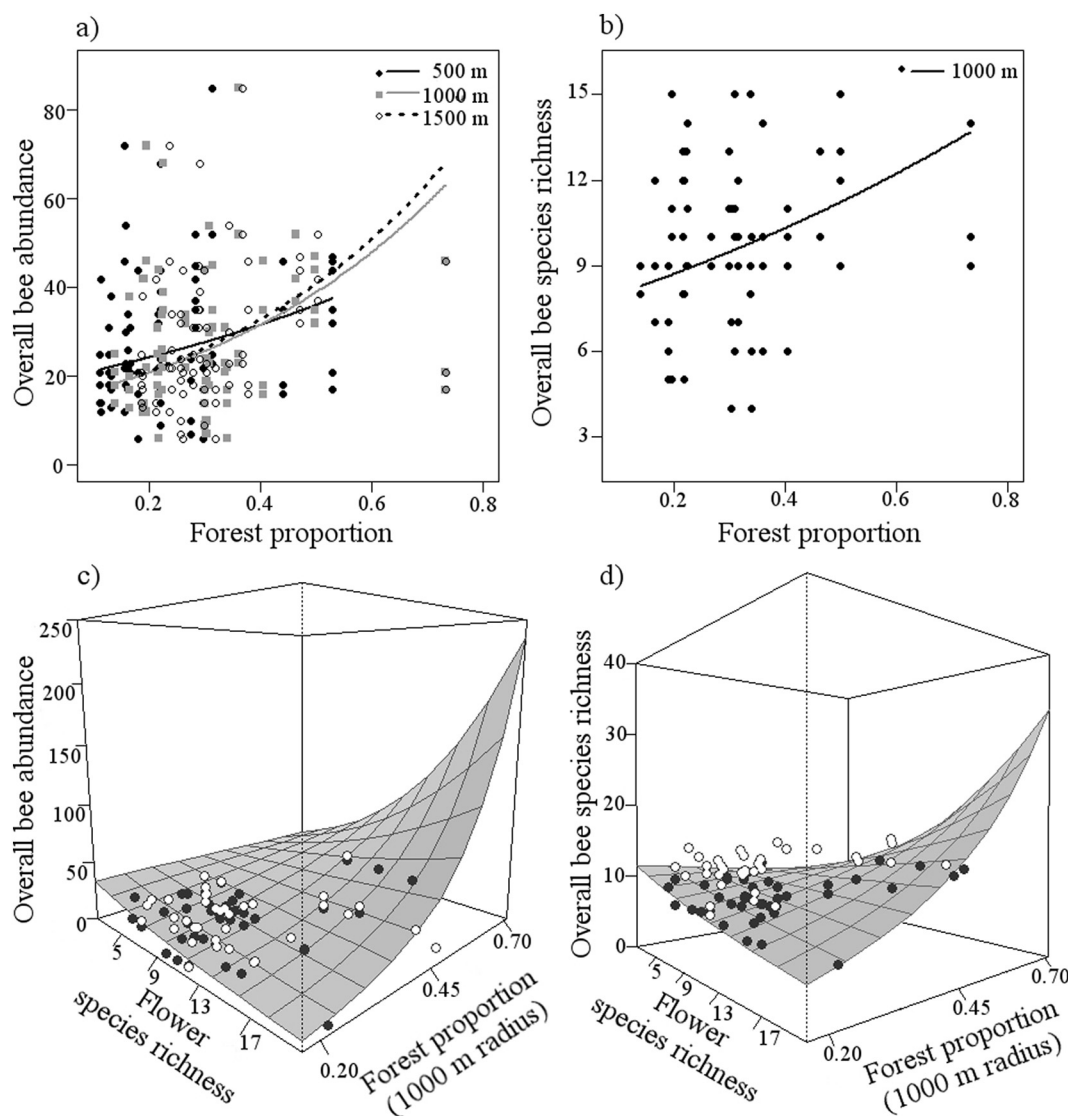 a)
500 m
1000 m
1500 m
Overall bee abundance
80
60
40
20
0
0.2 0.4 0.6 0.8
Forest proportion
b)
1000 m
Overall bee species richness
15
12
9
6
3
0.2 0.4 0.6 0.8
Forest proportion
c)
Overall bee abundance
250
200
150
100
50
0
5 9 13 17
Flower
species richness
0.20 0.45 0.70
Forest proportion
(1000 m radius)
d)
Overall bee species richness
40
30
20
10
0
5 9 13 17
Flower
species richness
0.20 0.45 0.70
Forest proportion
(1000 m radius)